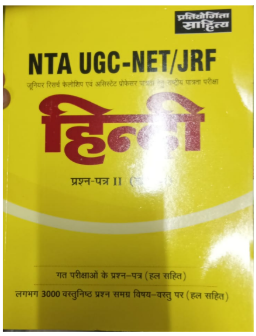 प्रतियोगिता
साहित्य
NTA UGC-NET/JRF
जूनियर रिसर्च फेलोशिप एवं असिस्टेंट प्रोफेसर पात्रता राष्ट्रीय पात्रता परीक्षा
हिन्दी
प्रश्न-पत्र II
गत परीक्षाओं के प्रश्न-पत्र (हल सहित)
लगभग 3000 वस्तुनिष्ठ प्रश्न समग्र विषय-वस्तु पर (हल सहित)